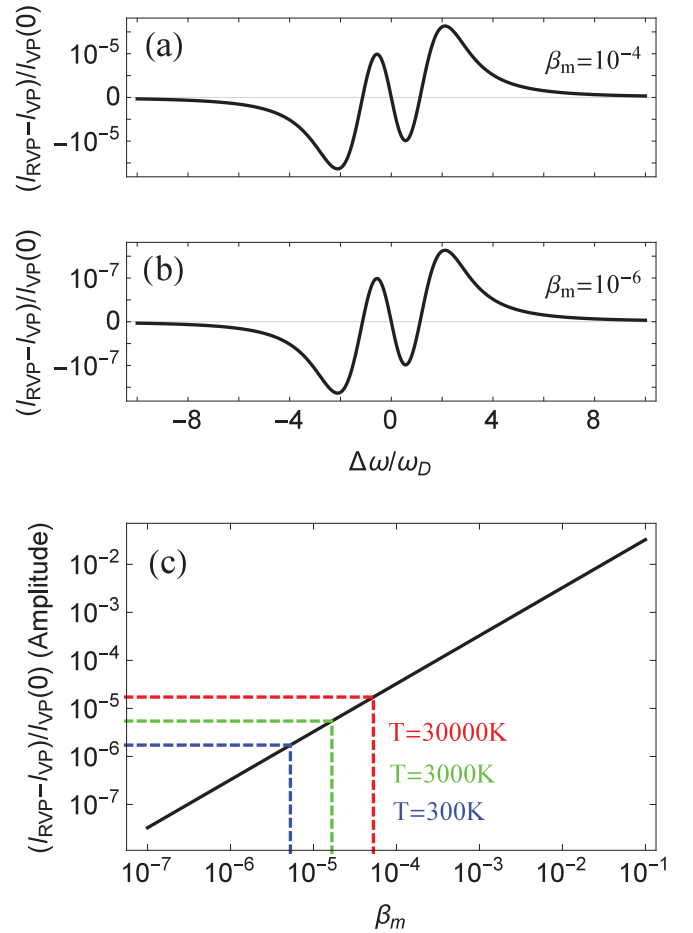 (a)
βm=10⁻⁴
10⁻⁵
0
−10⁻⁵
(I_RVP−I_VP)/I_VP(0)
(b)
βm=10⁻⁶
10⁻⁷
0
−10⁻⁷
(I_RVP−I_VP)/I_VP(0)
−8 −4 0 4 8
Δω/ω_D
(c)
10⁻²
10⁻³
10⁻⁴
10⁻⁵
10⁻⁶
10⁻⁷
(I_RVP−I_VP)/I_VP(0) (Amplitude)
T=30000K
T=3000K
T=300K
10⁻⁷ 10⁻⁶ 10⁻⁵ 10⁻⁴ 10⁻³ 10⁻² 10⁻¹
β_m